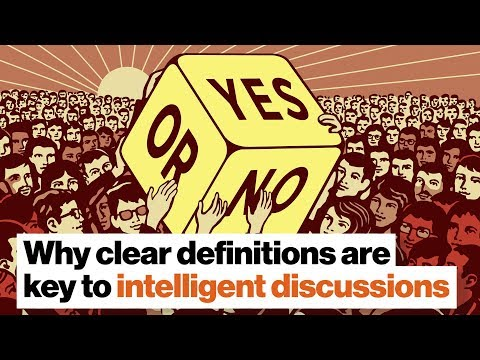 YES
OR
NO
Why clear definitions are
key to intelligent discussions